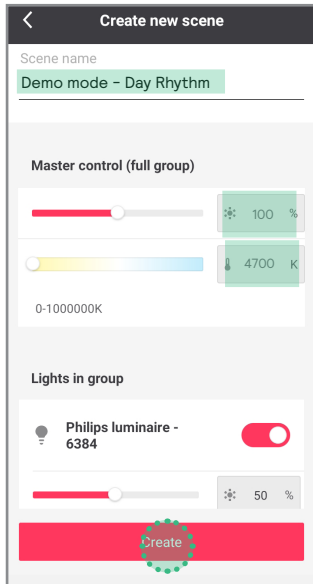 Create new scene
Scene name
Demo mode - Day Rhythm
Master control (full group)
100 %
4700 K
0-1000000K
Lights in group
Philips luminaire -
6384
50 %
Create